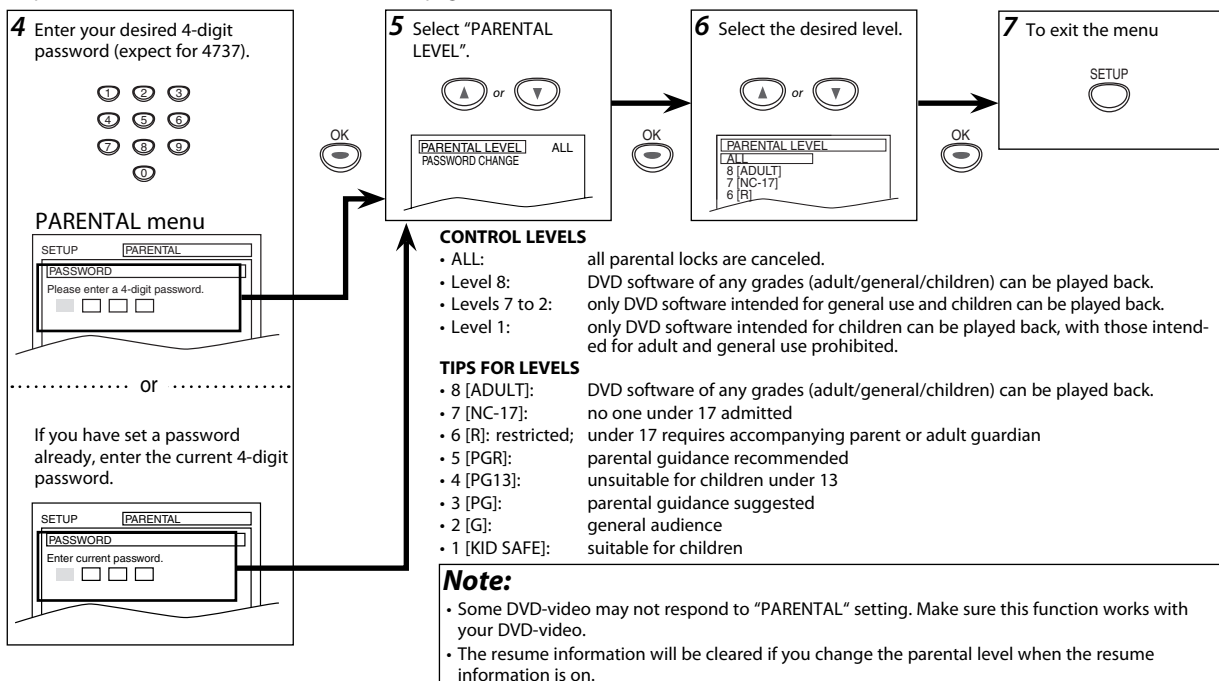 4 Enter your desired 4-digit
password (expect for 4737).
1 2 3
4 5 6
7 8 9
0
PARENTAL menu
SETUP PARENTAL
PASSWORD
Please enter a 4-digit password.
or
If you have set a password
already, enter the current 4-digit
password.
SETUP PARENTAL
PASSWORD
Enter current password.
OK
5 Select “PARENTAL
LEVEL”.
▲ or ▼
PARENTAL LEVEL ALL
PASSWORD CHANGE
OK
6 Select the desired level.
▲ or ▼
PARENTAL LEVEL
ALL
8 [ADULT]
7 [NC-17]
6 [R]
OK
7 To exit the menu
SETUP
CONTROL LEVELS
• ALL: all parental locks are canceled.
• Level 8: DVD software of any grades (adult/general/children) can be played back.
• Levels 7 to 2: only DVD software intended for general use and children can be played back.
• Level 1: only DVD software intended for children can be played back, with those intend-
ed for adult and general use prohibited.
TIPS FOR LEVELS
• 8 [ADULT]: DVD software of any grades (adult/general/children) can be played back.
• 7 [NC-17]: no one under 17 admitted
• 6 [R]: restricted; under 17 requires accompanying parent or adult guardian
• 5 [PGR]: parental guidance recommended
• 4 [PG13]: unsuitable for children under 13
• 3 [PG]: parental guidance suggested
• 2 [G]: general audience
• 1 [KID SAFE]: suitable for children
Note:
• Some DVD-video may not respond to “PARENTAL“ setting. Make sure this function works with
your DVD-video.
• The resume information will be cleared if you change the parental level when the resume
information is on.